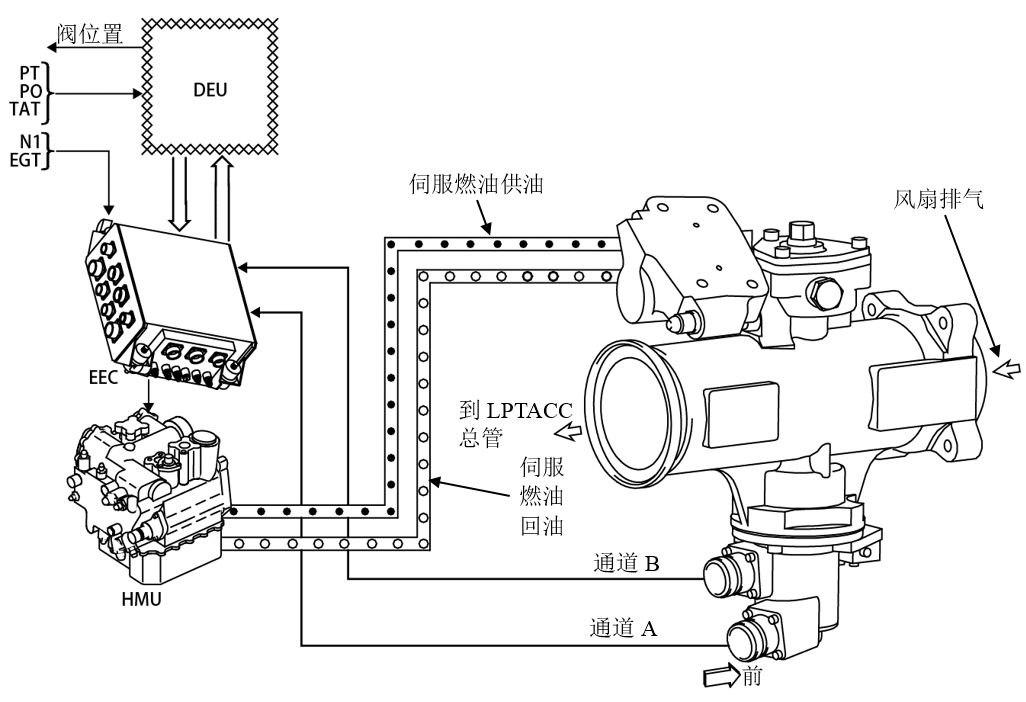 阀位置
PT
PO
TAT
DEU
N1
EGT
伺服燃油供油
风扇排气
EEC
到 LPTACC
总管
伺服
燃油
回油
通道 B
HMU
通道 A
前